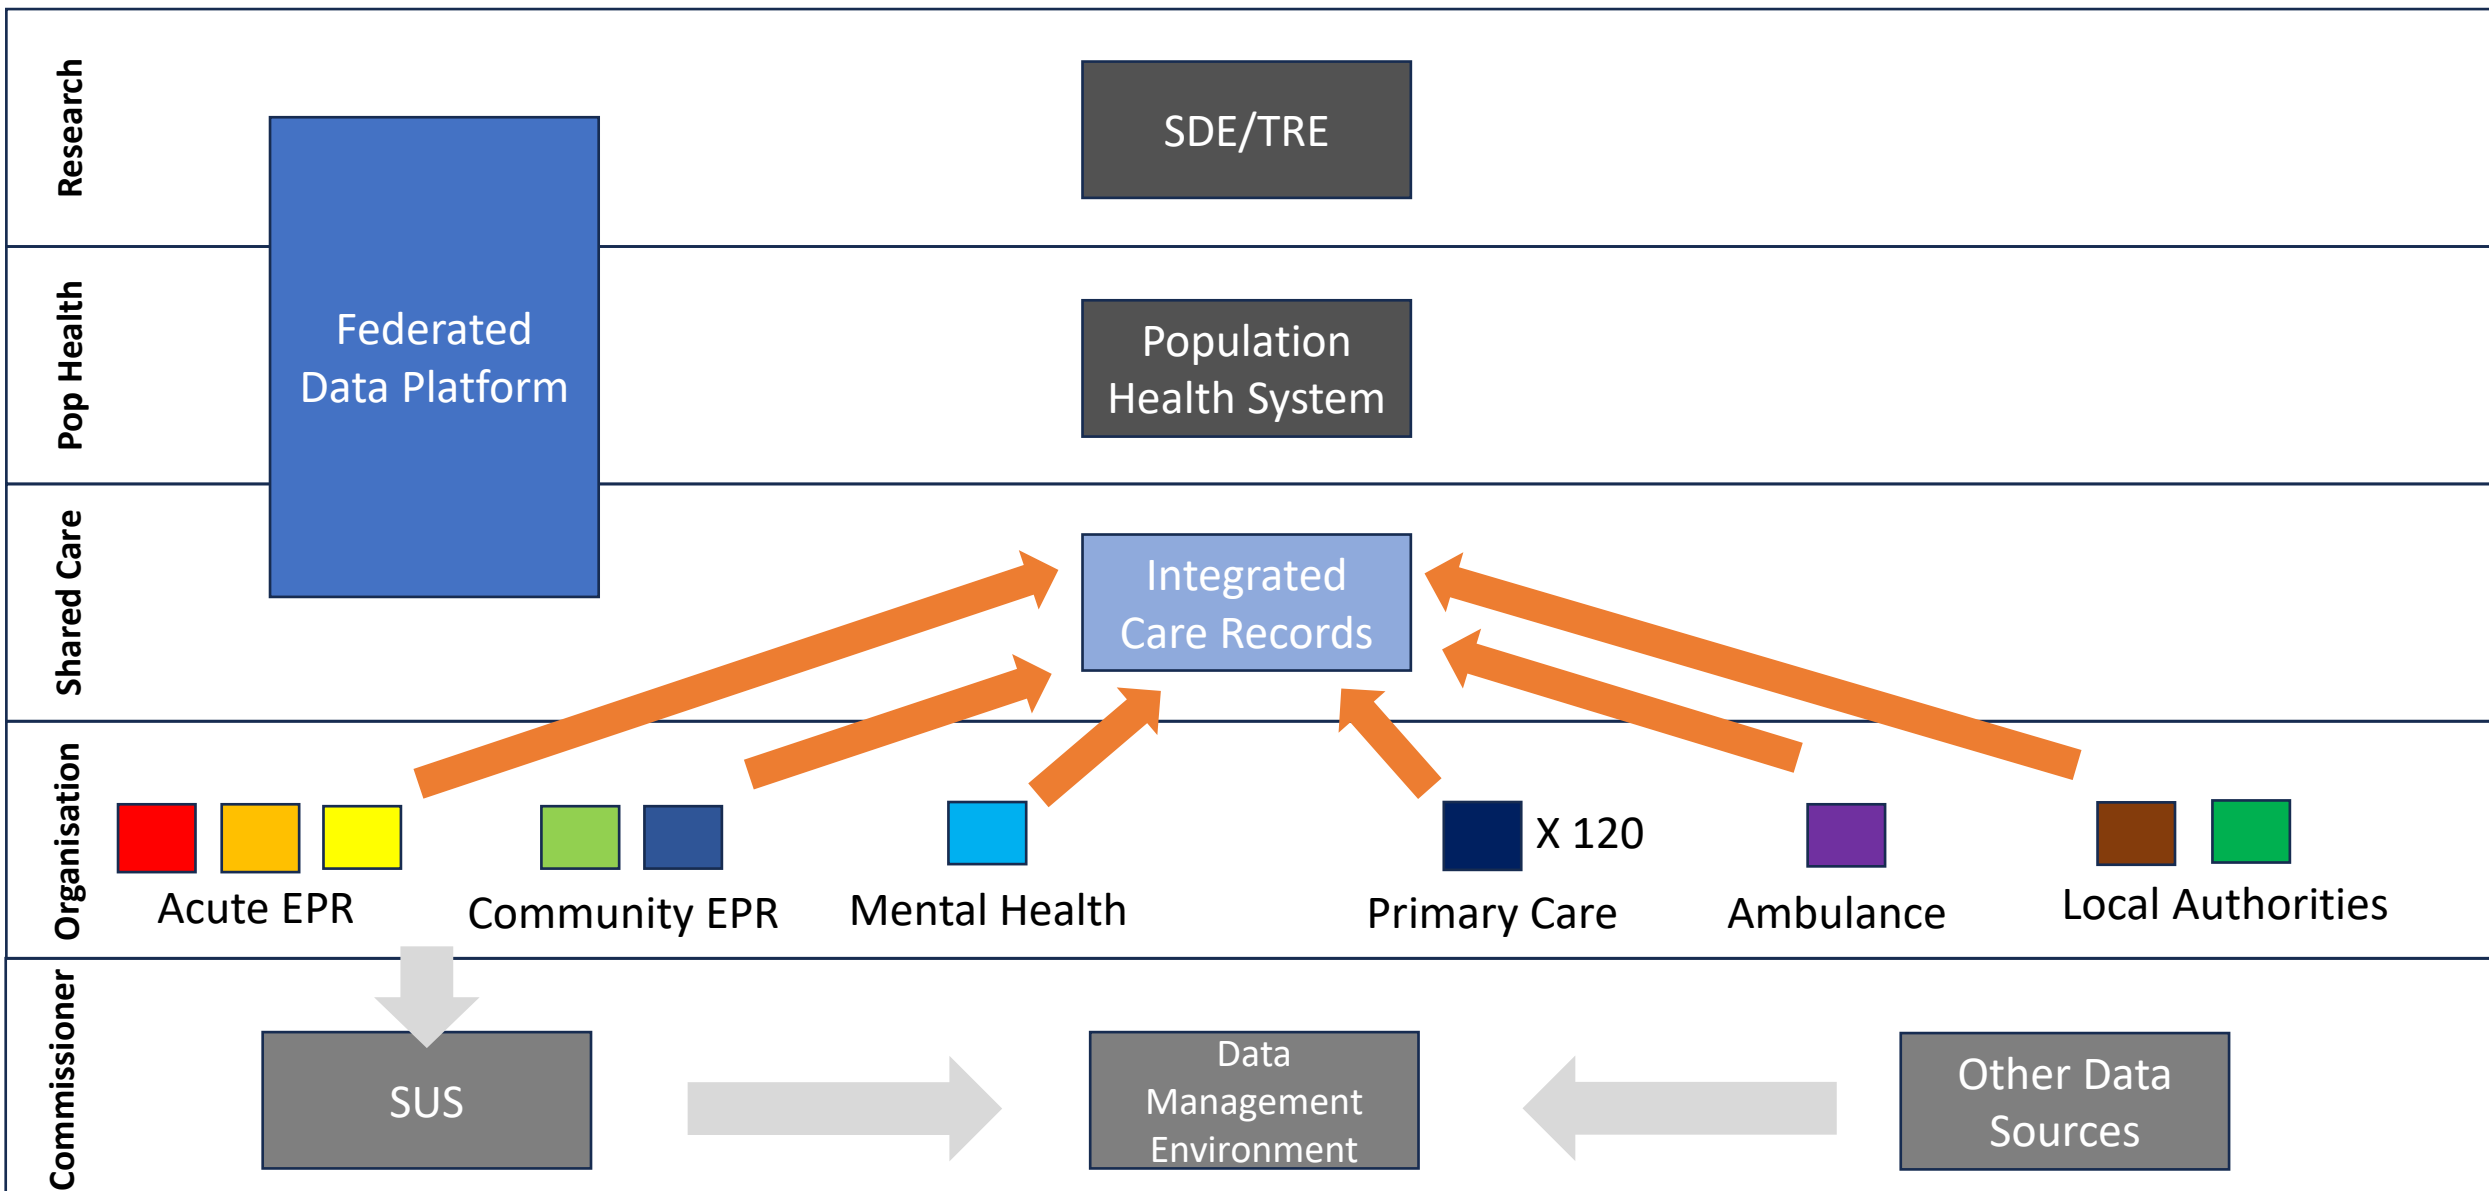 Research
SDE/TRE
Federated
Data Platform
Pop Health
Population
Health System
Shared Care
Integrated
Care Records
Organisation
X 120
Acute EPR
Community EPR
Mental Health
Primary Care
Ambulance
Local Authorities
Commissioner
SUS
Data
Management
Environment
Other Data
Sources